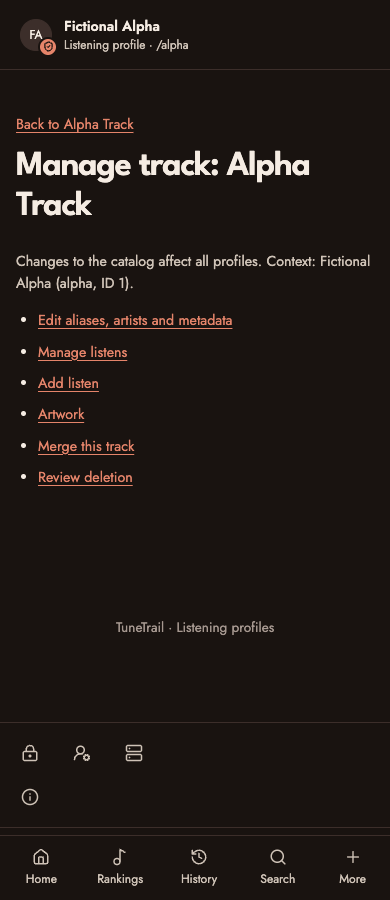 FA
Fictional Alpha
Listening profile · /alpha
Back to Alpha Track
Manage track: Alpha
Track
Changes to the catalog affect all profiles. Context: Fictional
Alpha (alpha, ID 1).
Edit aliases, artists and metadata
Manage listens
Add listen
Artwork
Merge this track
Review deletion
TuneTrail · Listening profiles
Home Rankings History Search More